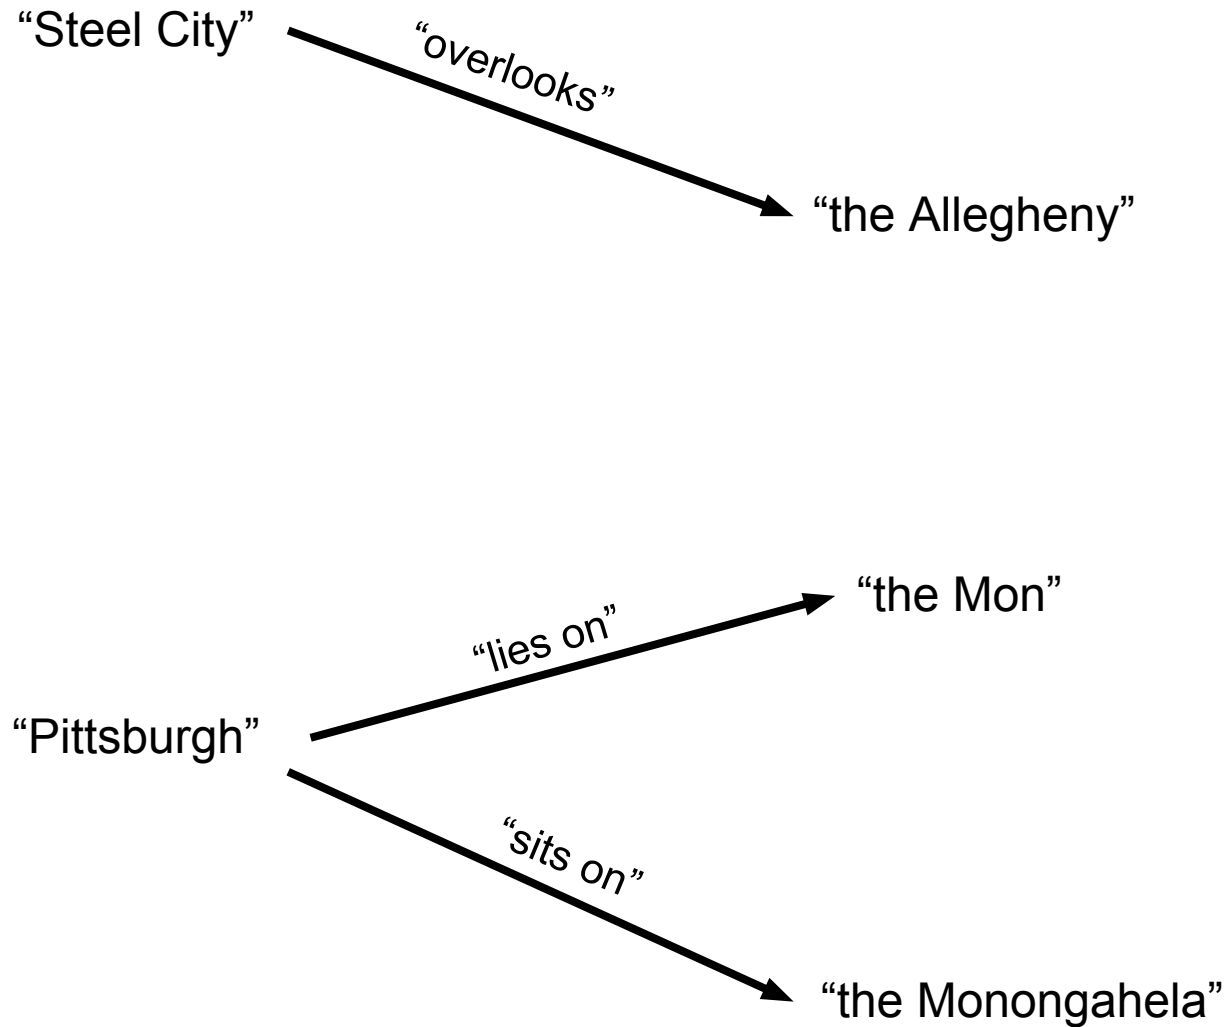 “Steel City”
“overlooks”
“the Allegheny”
“the Mon”
“lies on”
“Pittsburgh”
“sits on”
“the Monongahela”